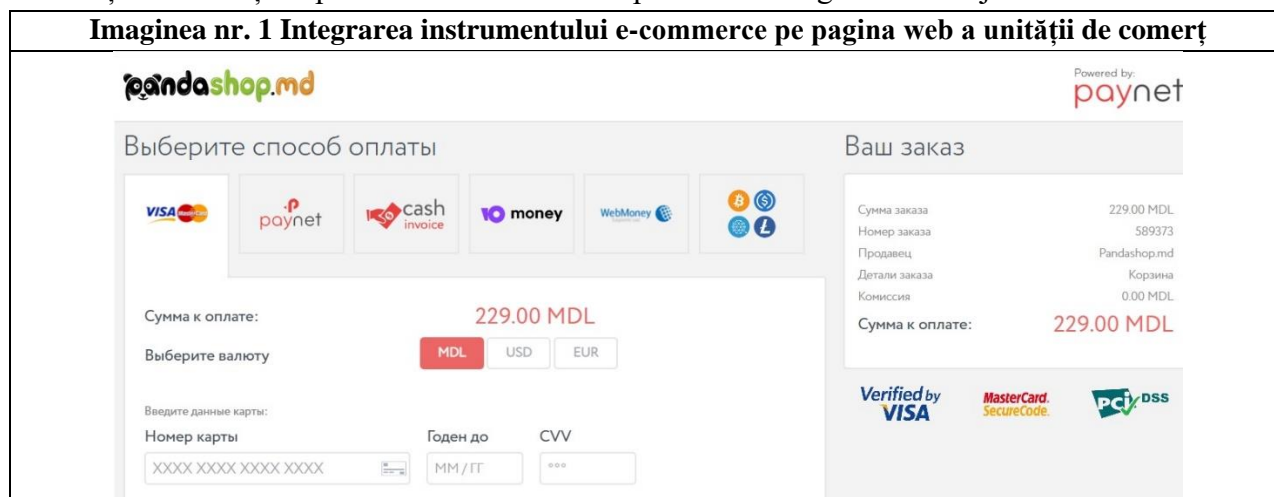 Imaginea nr. 1 Integrarea instrumentului e-commerce pe pagina web a unității de comerț
pandashop.md
Powered by:
paynet
Выберите способ оплаты
Ваш заказ
VISA MasterCard
paynet
cash invoice
money
WebMoney
Сумма заказа 229.00 MDL
Номер заказа 589373
Продавец Pandashop.md
Детали заказа Корзина
Комиссия 0.00 MDL
Сумма к оплате: 229.00 MDL
Сумма к оплате: 229.00 MDL
Выберите валюту MDL USD EUR
Verified by VISA
MasterCard. SecureCode.
PCI DSS
Введите данные карты:
Номер карты Годен до CVV
XXXX XXXX XXXX XXXX ММ / ГГ °°°